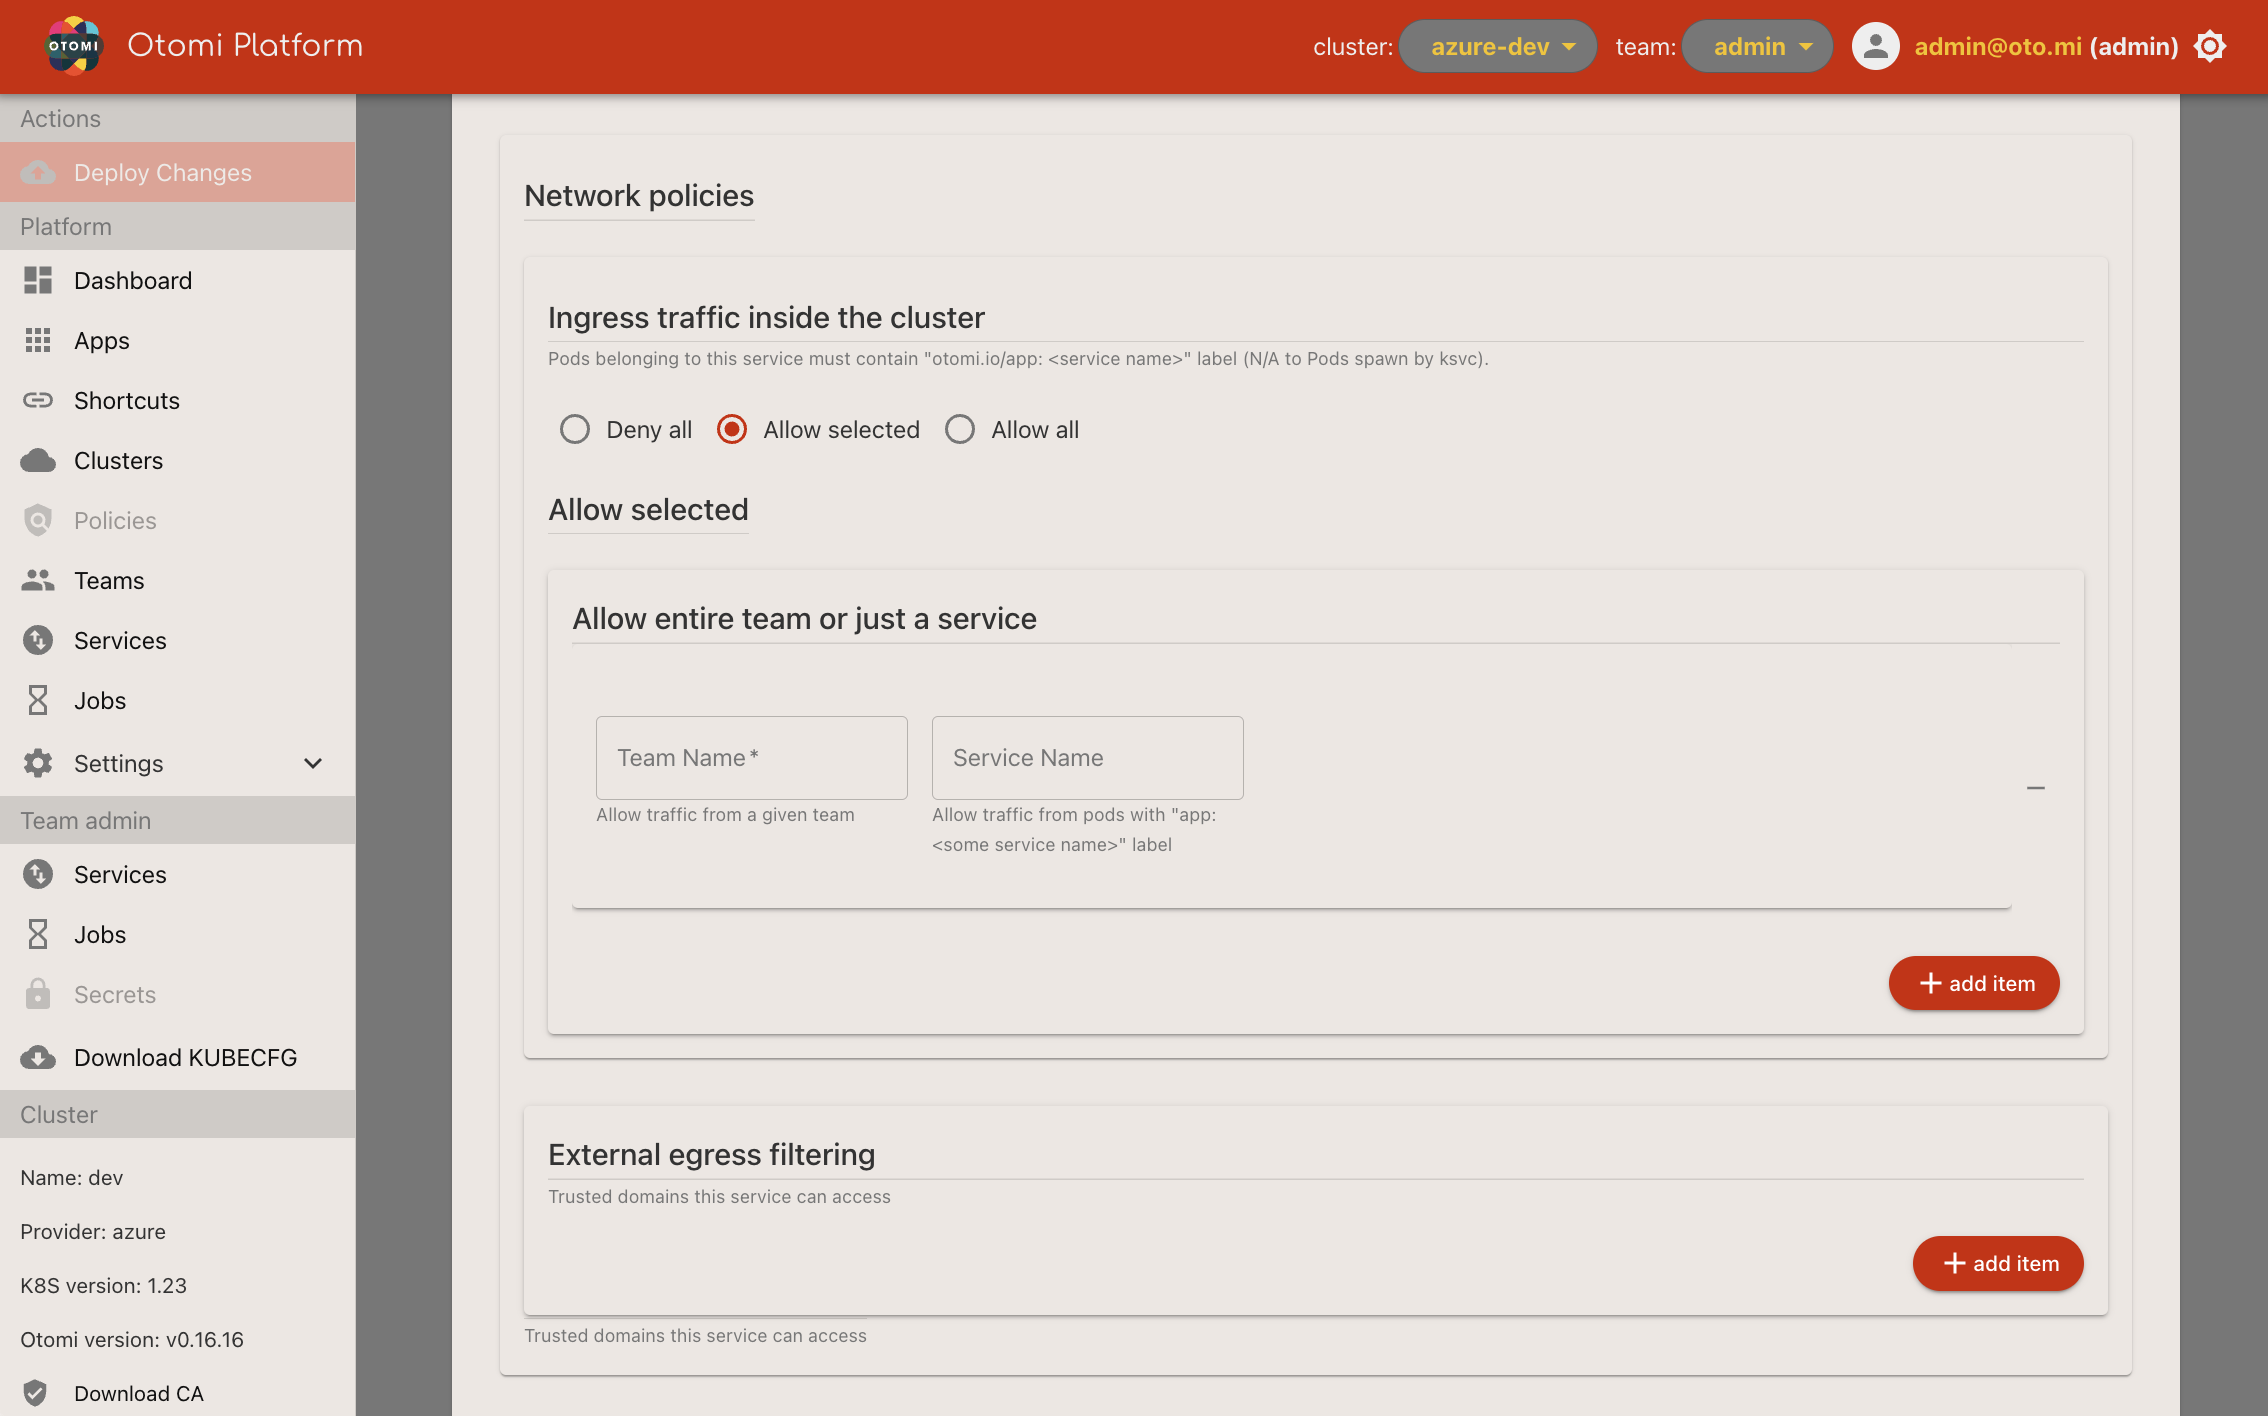 OTOMI
Otomi Platform
cluster: azure-dev team: admin admin@oto.mi (admin)
Actions
Deploy Changes
Platform
Dashboard
Apps
Shortcuts
Clusters
Policies
Teams
Services
Jobs
Settings
Team admin
Services
Jobs
Secrets
Download KUBECFG
Cluster
Name: dev
Provider: azure
K8S version: 1.23
Otomi version: v0.16.16
Download CA
Network policies
Ingress traffic inside the cluster
Pods belonging to this service must contain "otomi.io/app: <service name>" label (N/A to Pods spawn by ksvc).
Deny all Allow selected Allow all
Allow selected
Allow entire team or just a service
Team Name *
Allow traffic from a given team
Service Name
Allow traffic from pods with "app:
<some service name>" label
+ add item
External egress filtering
Trusted domains this service can access
+ add item
Trusted domains this service can access